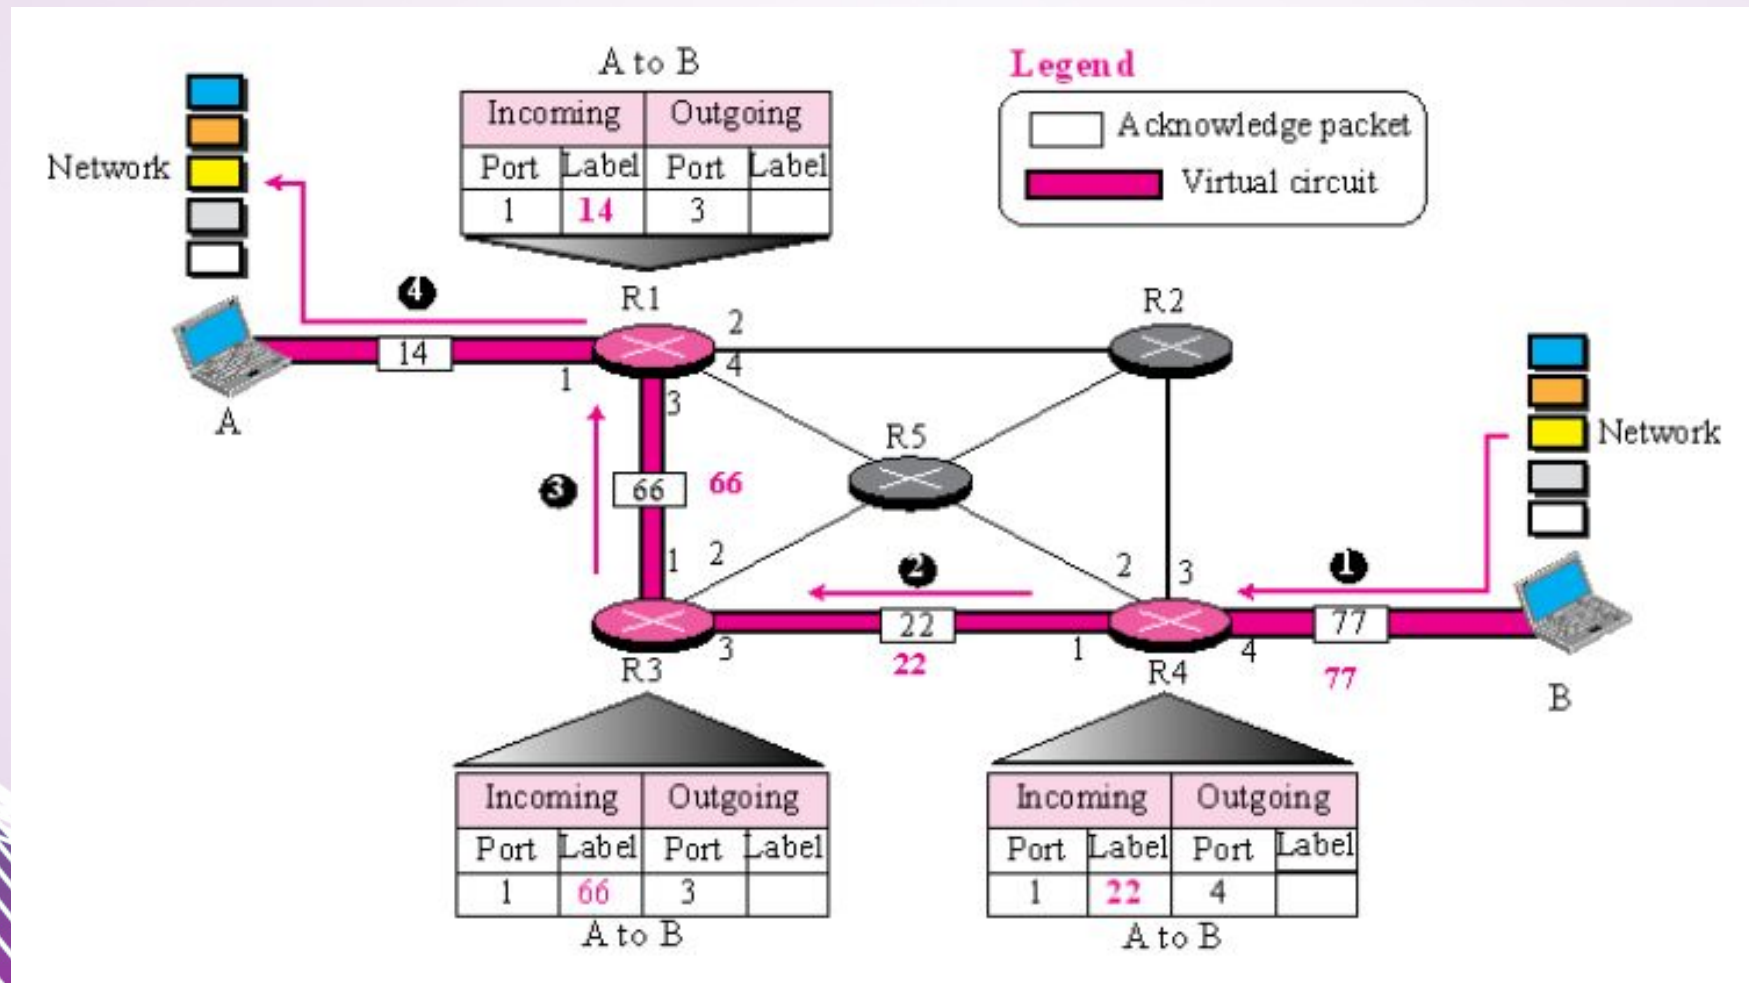 A to B
Legend
Incoming Outgoing
Port Label Port Label
1 14 3
Acknowledge packet
Virtual circuit
Network
4
R1
R2
2
14
4
1
A
3
R5
Network
3
66
66
1
2
2
1
2
3
22
77
3
22
1
4
77
R3
R4
B
Incoming Outgoing
Port Label Port Label
1 66 3
A to B
Incoming Outgoing
Port Label Port Label
1 22 4
A to B